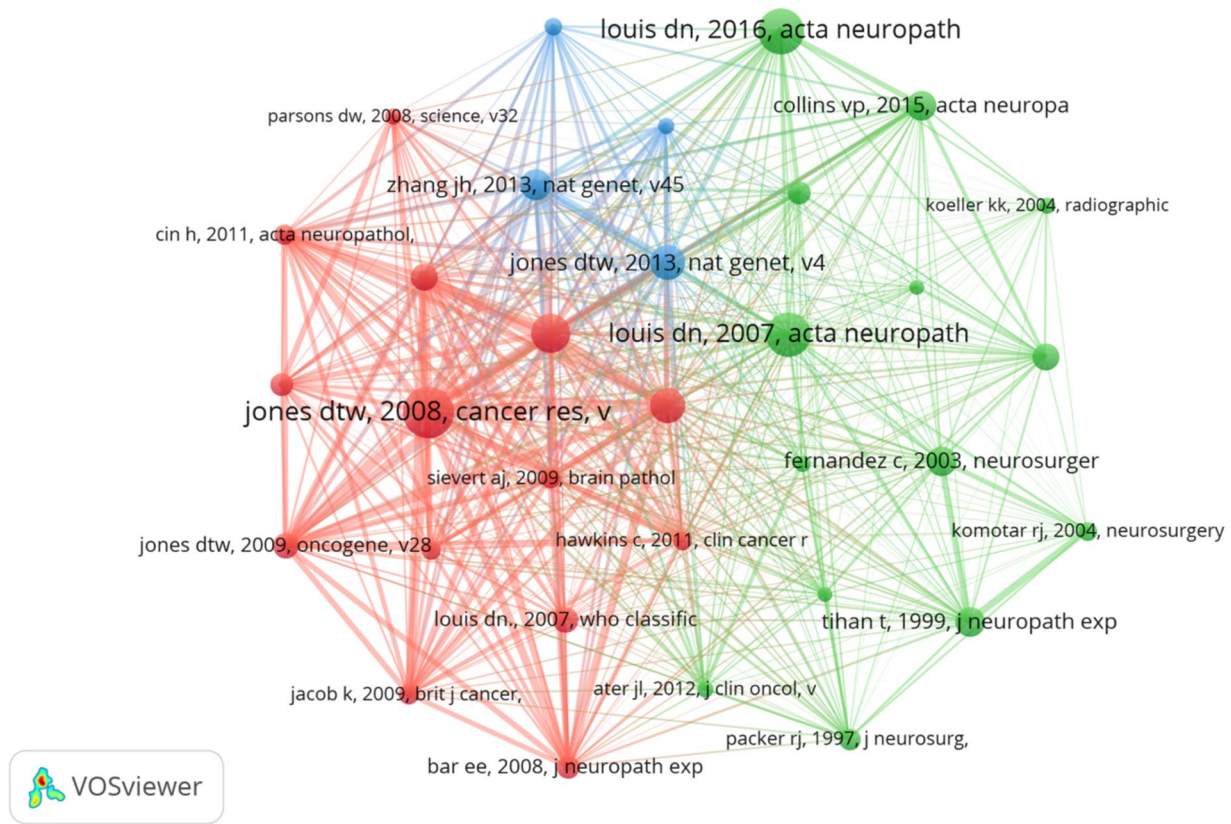 louis dn, 2016, acta neuropath
collins vp, 2015, acta neuropa
parsons dw, 2008, science, v32
zhang jh, 2013, nat genet, v45
koeller kk, 2004, radiographic
cin h, 2011, acta neuropathol,
jones dtw, 2013, nat genet, v4
louis dn, 2007, acta neuropath
jones dtw, 2008, cancer res, v
fernandez c, 2003, neurosurger
sievert aj, 2009, brain pathol
komotar rj, 2004, neurosurgery
jones dtw, 2009, oncogene, v28
hawkins c, 2011, clin cancer r
louis dn., 2007, who classific
tihan t, 1999, j neuropath exp
jacob k, 2009, brit j cancer,
ater jl, 2012, j clin oncol, v
packer rj, 1997, j neurosurg,
bar ee, 2008, j neuropath exp
VOSviewer